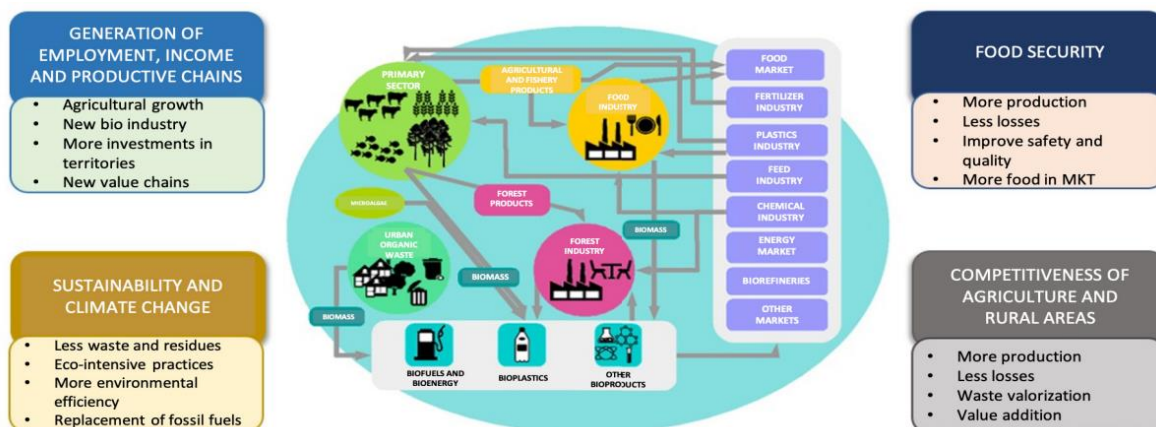 GENERATION OF
EMPLOYMENT, INCOME
AND PRODUCTIVE CHAINS
• Agricultural growth
• New bio industry
• More investments in
territories
• New value chains
SUSTAINABILITY AND
CLIMATE CHANGE
• Less waste and residues
• Eco-intensive practices
• More environmental
efficiency
• Replacement of fossil fuels
PRIMARY
SECTOR
AGRICULTURAL
AND FISHERY
PRODUCTS
FOOD
INDUSTRY
MICROALGAE
FOREST
PRODUCTS
URBAN
ORGANIC
WASTE
FOREST
INDUSTRY
BIOMASS
BIOMASS
BIOMASS
BIOFUELS AND
BIOENERGY
BIOPLASTICS
OTHER
BIOPRODUCTS
FOOD
MARKET
FERTILIZER
INDUSTRY
PLASTICS
INDUSTRY
FEED
INDUSTRY
CHEMICAL
INDUSTRY
ENERGY
MARKET
BIOREFINERIES
OTHER
MARKETS
FOOD SECURITY
• More production
• Less losses
• Improve safety and
quality
• More food in MKT
COMPETITIVENESS OF
AGRICULTURE AND
RURAL AREAS
• More production
• Less losses
• Waste valorization
• Value addition